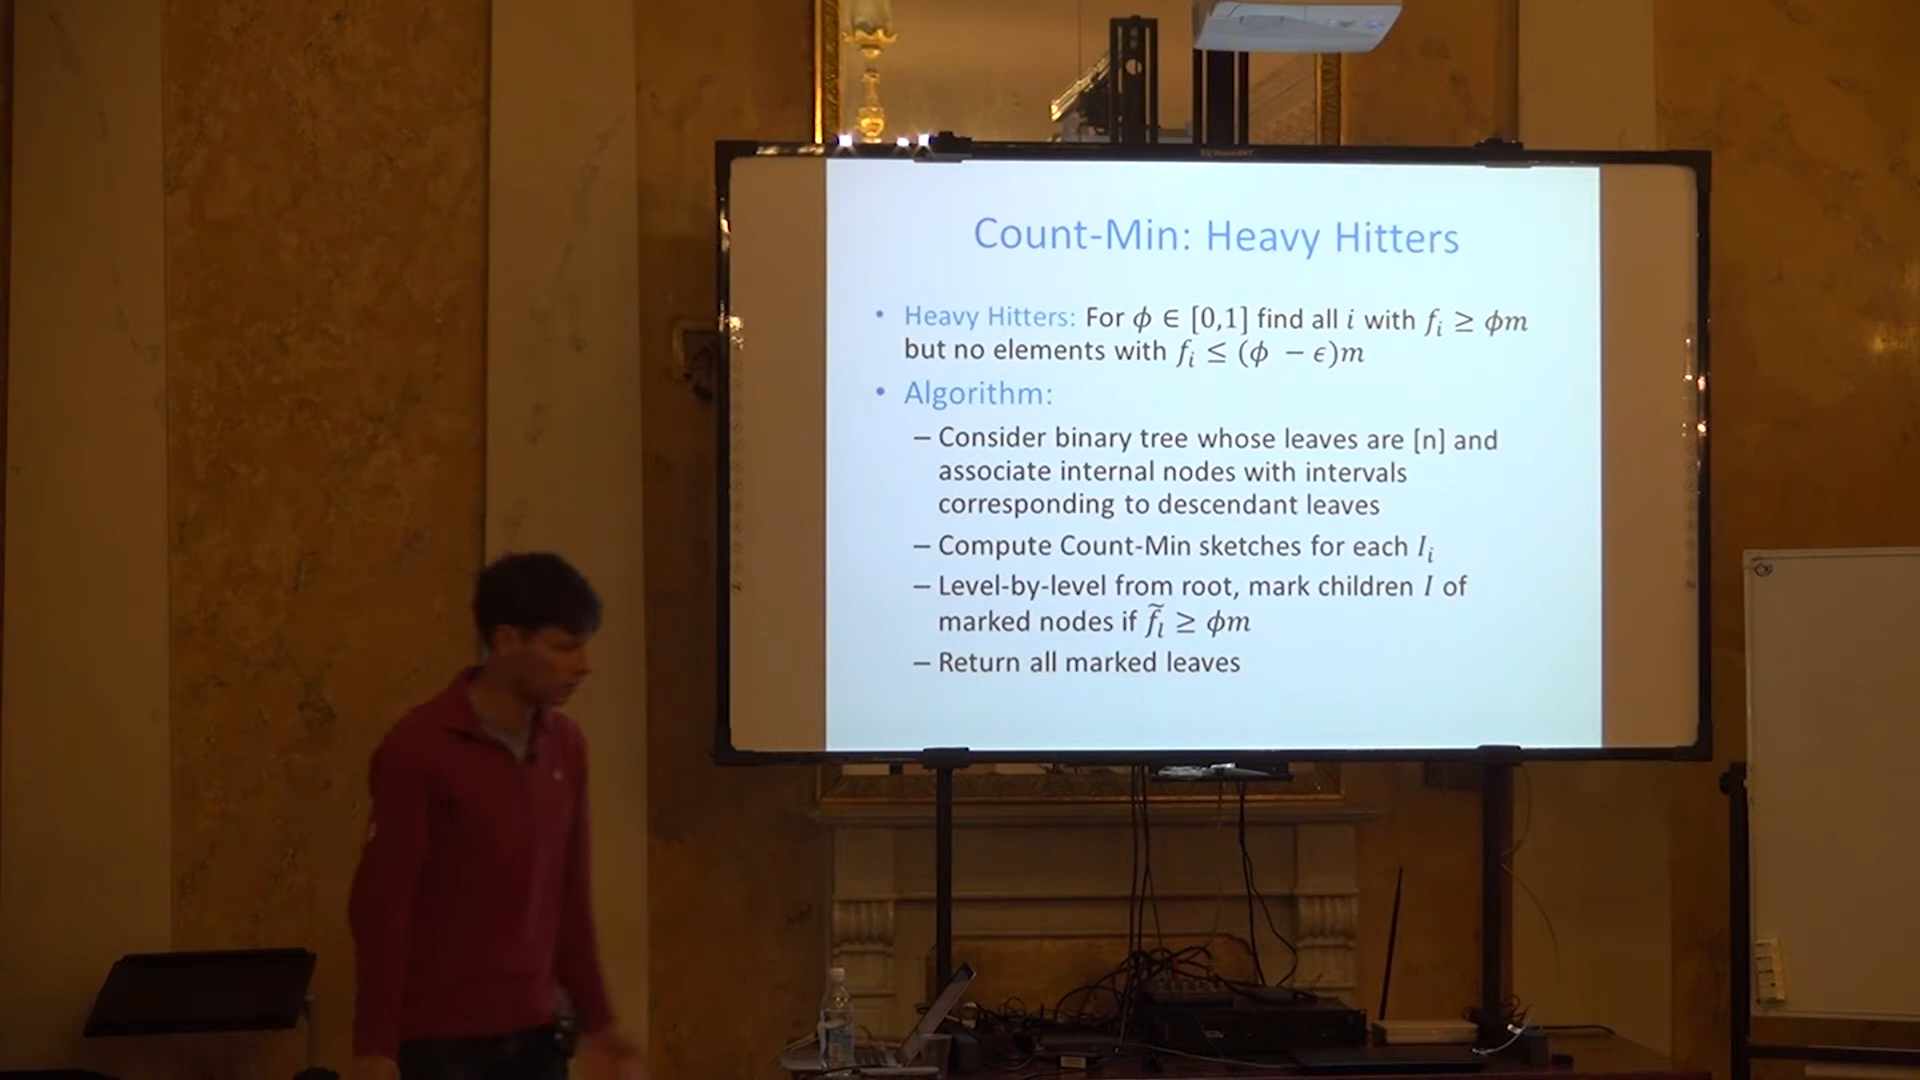 Count-Min: Heavy Hitters
• Heavy Hitters: For ϕ ∈ [0,1] find all i with fᵢ ≥ ϕm
but no elements with fᵢ ≤ (ϕ − ϵ)m
• Algorithm:
– Consider binary tree whose leaves are [n] and
associate internal nodes with intervals
corresponding to descendant leaves
– Compute Count-Min sketches for each Iᵢ
– Level-by-level from root, mark children I of
marked nodes if f̃ₗ ≥ ϕm
– Return all marked leaves